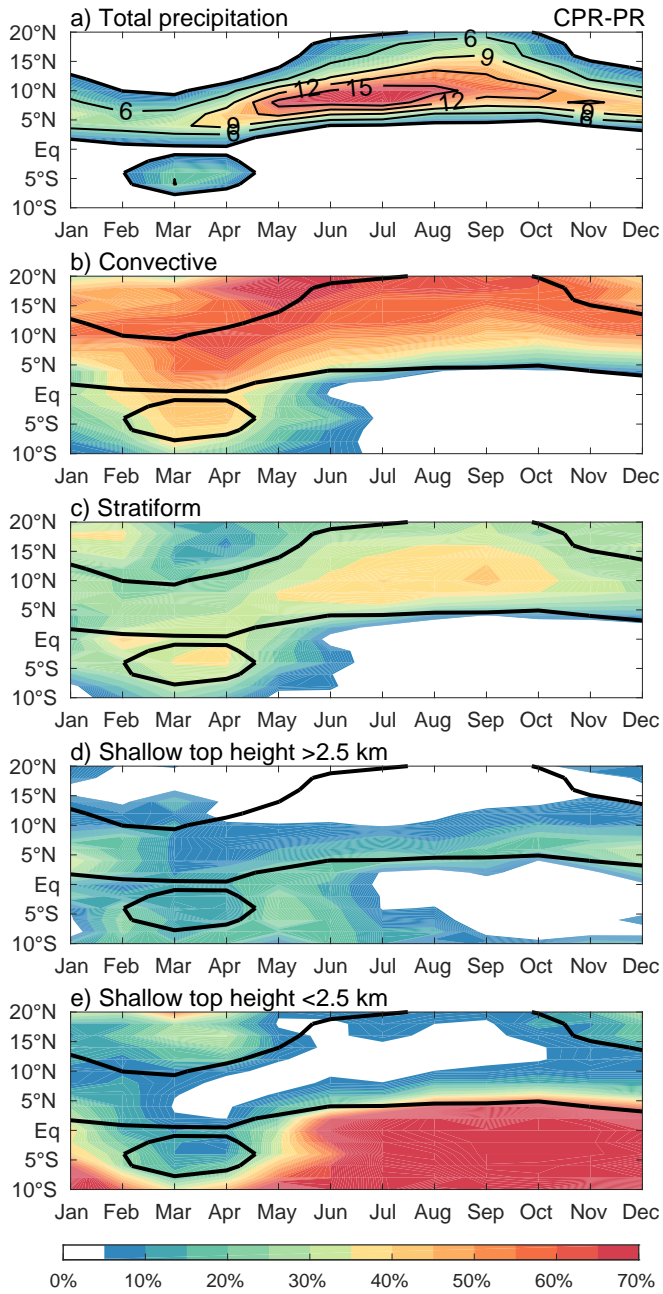 a) Total precipitation CPR-PR
20°N
15°N
10°N
5°N
Eq
5°S
10°S
6
6
9
12
15
12
Jan Feb Mar Apr May Jun Jul Aug Sep Oct Nov Dec
b) Convective
20°N
15°N
10°N
5°N
Eq
5°S
10°S
Jan Feb Mar Apr May Jun Jul Aug Sep Oct Nov Dec
c) Stratiform
20°N
15°N
10°N
5°N
Eq
5°S
10°S
Jan Feb Mar Apr May Jun Jul Aug Sep Oct Nov Dec
d) Shallow top height >2.5 km
20°N
15°N
10°N
5°N
Eq
5°S
10°S
Jan Feb Mar Apr May Jun Jul Aug Sep Oct Nov Dec
e) Shallow top height <2.5 km
20°N
15°N
10°N
5°N
Eq
5°S
10°S
Jan Feb Mar Apr May Jun Jul Aug Sep Oct Nov Dec
0% 10% 20% 30% 40% 50% 60% 70%